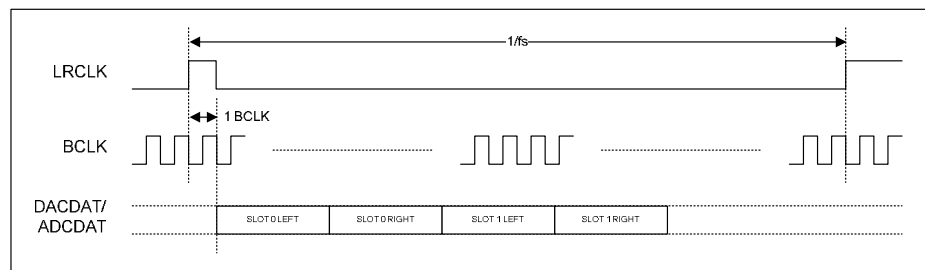 1/fs
LRCLK
1 BCLK
BCLK
DACDAT/
ADCDAT
SLOT 0 LEFT
SLOT 0 RIGHT
SLOT 1 LEFT
SLOT 1 RIGHT